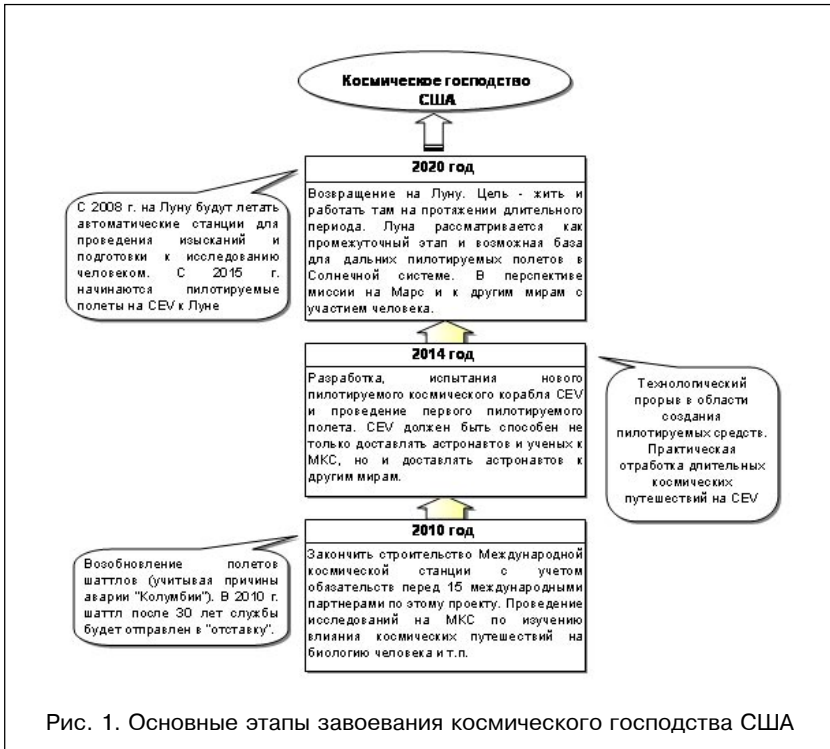 Космическое господство
США
2020 год
Возвращение на Луну. Цель - жить и
работать там на протяжении длительного
периода. Луна рассматривается как
промежуточный этап и возможная база
для дальних пилотируемых полетов в
Солнечной системе. В перспективе
миссии на Марс и к другим мирам с
участием человека.
С 2008 г. на Луну будут летать
автоматические станции для
проведения изысканий и
подготовки к исследованию
человеком. С 2015 г.
начинаются пилотируемые
полеты на CEV к Луне
2014 год
Разработка, испытания нового
пилотируемого космического корабля CEV
и проведение первого пилотируемого
полета. CEV должен быть способен не
только доставлять астронавтов и ученых к
МКС, но и доставлять астронавтов к
другим мирам.
Технологический
прорыв в области
создания
пилотируемых средств.
Практическая
отработка длительных
космических
путешествий на CEV
2010 год
Закончить строительство Международной
космической станции с учетом
обязательств перед 15 международными
партнерами по этому проекту. Проведение
исследований на МКС по изучению
влияния космических путешествий на
биологию человека и т.п.
Возобновление полетов
шаттлов (учитывая причины
аварии "Колумбии"). В 2010 г.
шаттл после 30 лет службы
будет отправлен в "отставку".
Рис. 1. Основные этапы завоевания космического господства США